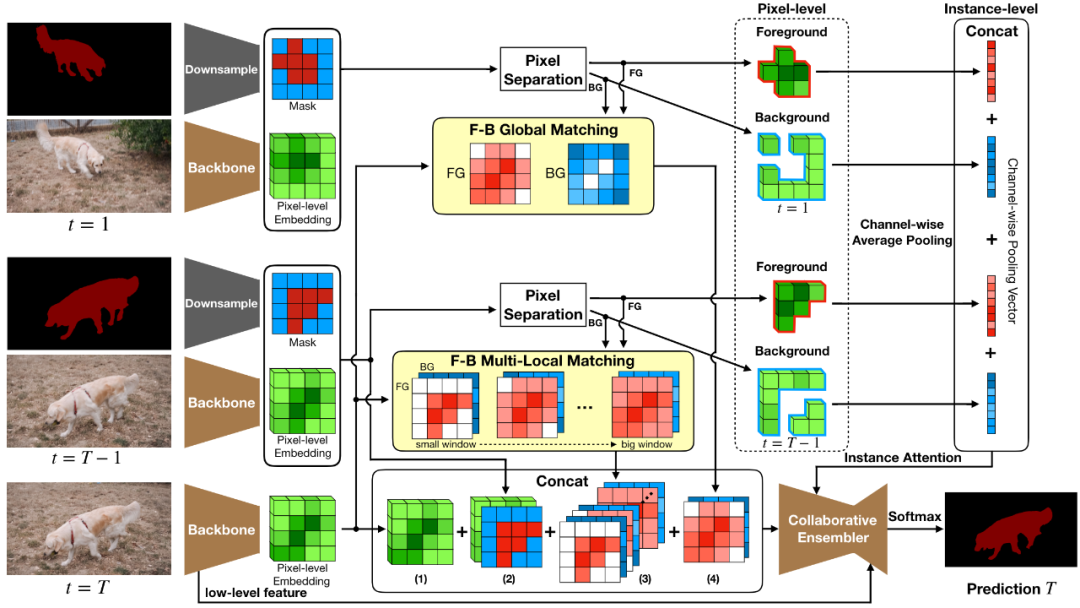 Pixel-level
Instance-level
Foreground
Concat
Downsample
Mask
Pixel
Separation
FG
BG
Background
F-B Global Matching
FG
BG
Backbone
Pixel-level
Embedding
t = 1
t = 1
Channel-wise
Average Pooling
Channel-wise Pooling Vector
+
+
+
+
Foreground
Downsample
Mask
Pixel
Separation
FG
BG
Background
F-B Multi-Local Matching
BG
FG
...
small window
big window
Backbone
Pixel-level
Embedding
t = T − 1
t = T − 1
Instance Attention
Concat
Backbone
Pixel-level
Embedding
+
+
+
(1)
(2)
(3)
(4)
Collaborative
Ensembler
Softmax
t = T
low-level feature
Prediction T